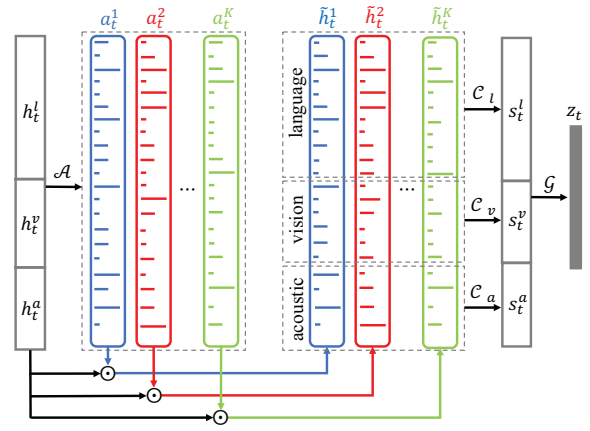 a_t^1 a_t^2 a_t^K h̃_t^1 h̃_t^2 h̃_t^K
h_t^l
h_t^v
h_t^a
𝒜
...
language
vision
acoustic
...
𝒞_l
𝒞_v
𝒞_a
s_t^l
s_t^v
s_t^a
𝒢
z_t